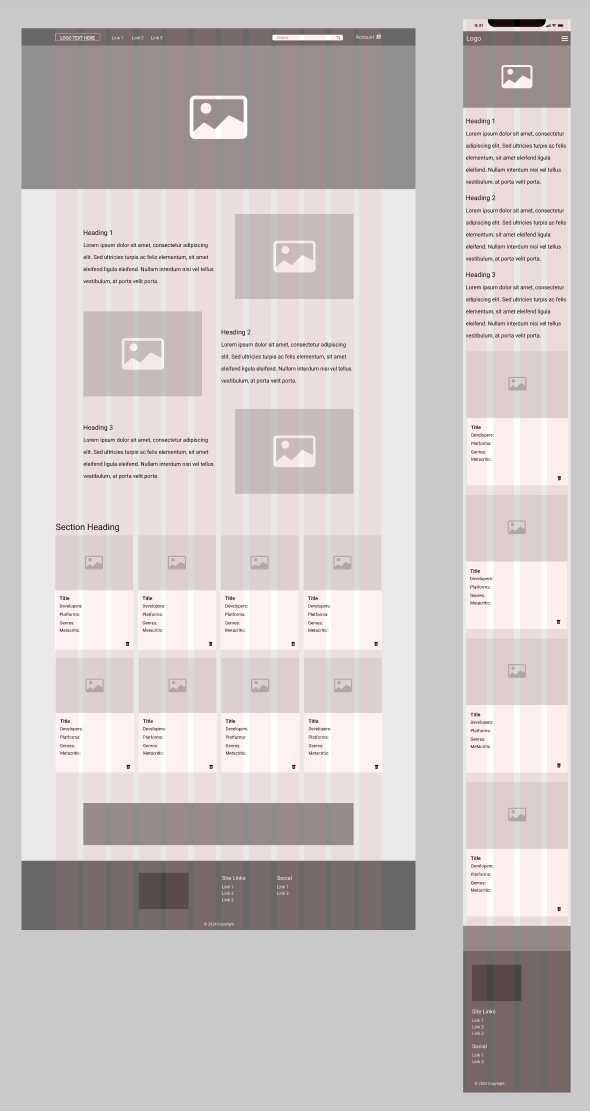 LOGO TEXT HERE
Link 1 Link 2 Link 3
Search
Account
Heading 1
Lorem ipsum dolor sit amet, consectetur adipiscing
elit. Sed ultricies turpis ac felis elementum, sit amet
eleifend ligula eleifend. Nullam interdum nisi vel tellus
vestibulum, at porta velit porta.
Heading 2
Lorem ipsum dolor sit amet, consectetur adipiscing
elit. Sed ultricies turpis ac felis elementum, sit amet
eleifend ligula eleifend. Nullam interdum nisi vel tellus
vestibulum, at porta velit porta.
Heading 3
Lorem ipsum dolor sit amet, consectetur adipiscing
elit. Sed ultricies turpis ac felis elementum, sit amet
eleifend ligula eleifend. Nullam interdum nisi vel tellus
vestibulum, at porta velit porta.
Section Heading
Title
Developers:
Platforms:
Genres:
Metacritic:
Title
Developers:
Platforms:
Genres:
Metacritic:
Title
Developers:
Platforms:
Genres:
Metacritic:
Title
Developers:
Platforms:
Genres:
Metacritic:
Title
Developers:
Platforms:
Genres:
Metacritic:
Title
Developers:
Platforms:
Genres:
Metacritic:
Title
Developers:
Platforms:
Genres:
Metacritic:
Title
Developers:
Platforms:
Genres:
Metacritic:
Site Links
Link 1
Link 2
Link 3
Social
Link 1
Link 3
© 2024 Copyright
9:41
Logo
Heading 1
Lorem ipsum dolor sit amet, consectetur
adipiscing elit. Sed ultricies turpis ac felis
elementum, sit amet eleifend ligula
eleifend. Nullam interdum nisi vel tellus
vestibulum, at porta velit porta.
Heading 2
Lorem ipsum dolor sit amet, consectetur
adipiscing elit. Sed ultricies turpis ac felis
elementum, sit amet eleifend ligula
eleifend. Nullam interdum nisi vel tellus
vestibulum, at porta velit porta.
Heading 3
Lorem ipsum dolor sit amet, consectetur
adipiscing elit. Sed ultricies turpis ac felis
elementum, sit amet eleifend ligula
eleifend. Nullam interdum nisi vel tellus
vestibulum, at porta velit porta.
Title
Developers:
Platforms:
Genres:
Metacritic:
Title
Developers:
Platforms:
Genres:
Metacritic:
Title
Developers:
Platforms:
Genres:
Metacritic:
Title
Developers:
Platforms:
Genres:
Metacritic:
Site Links
Link 1
Link 2
Link 3
Social
Link 1
Link 3
© 2024 Copyright